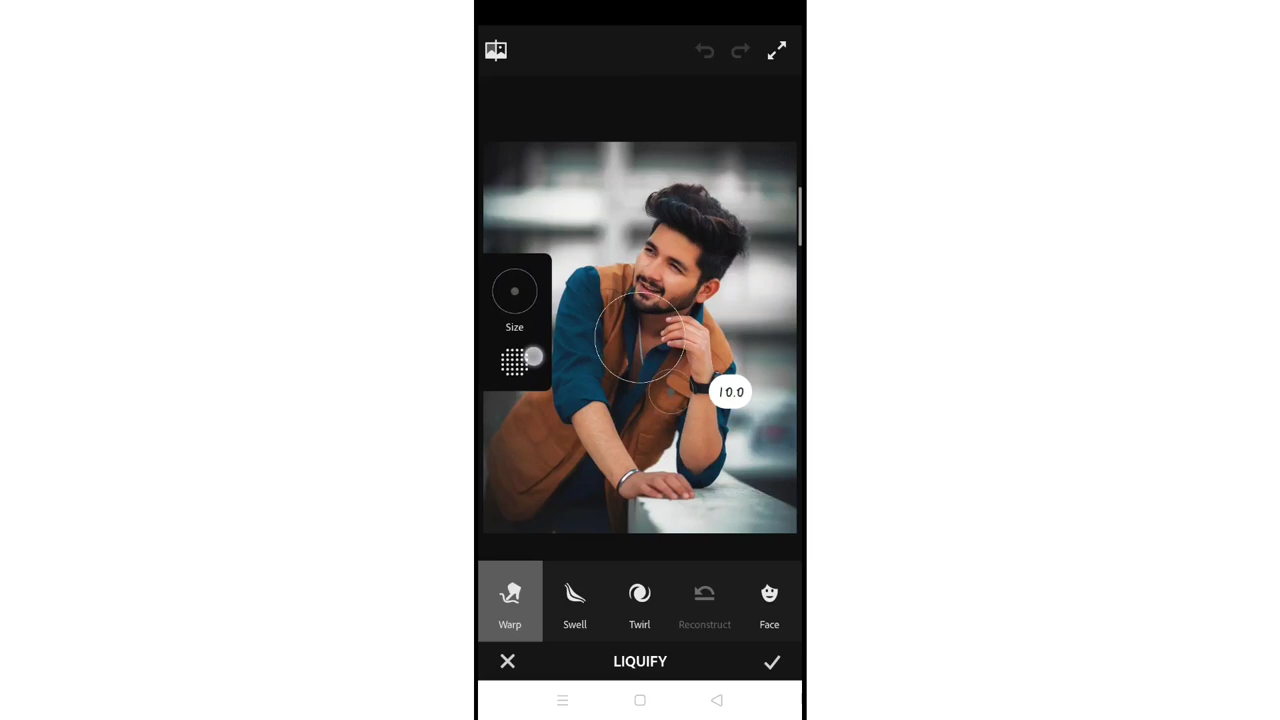 Size
10.0
Warp
Swell
Twirl
Reconstruct
Face
LIQUIFY